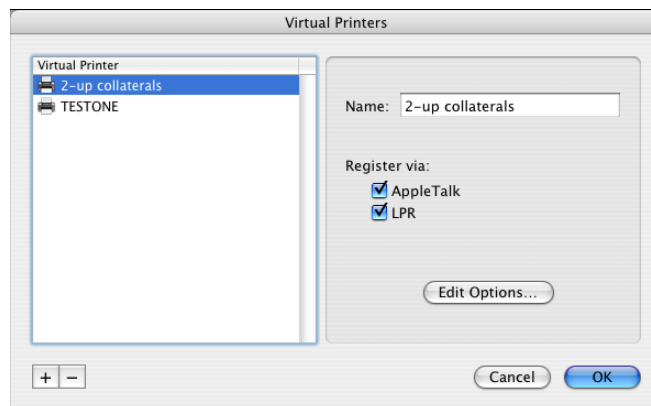 Virtual Printers
Virtual Printer
2-up collaterals
TESTONE
Name: 2-up collaterals
Register via:
AppleTalk
LPR
Edit Options...
+ −
Cancel OK